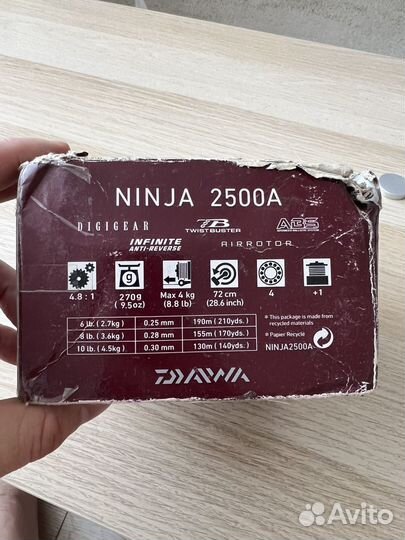 NINJA 2500A
DIGIGEAR TB TWISTBUSTER ABS
INFINITE ANTI-REVERSE AIRROTOR
g
4.8 : 1 270g (9.5oz) Max 4 kg (8.8 lb) 72 cm (28.6 inch) 4 +1
6 lb. ( 2.7kg ) 0.25 mm 190m ( 210yds. )
8 lb. ( 3.6kg ) 0.28 mm 155m ( 170yds. )
10 lb. ( 4.5kg ) 0.30 mm 130m ( 140yds. )
* This package is made from recycled materials
* Paper Recycle
NINJA2500A-
DAIWA
Avito